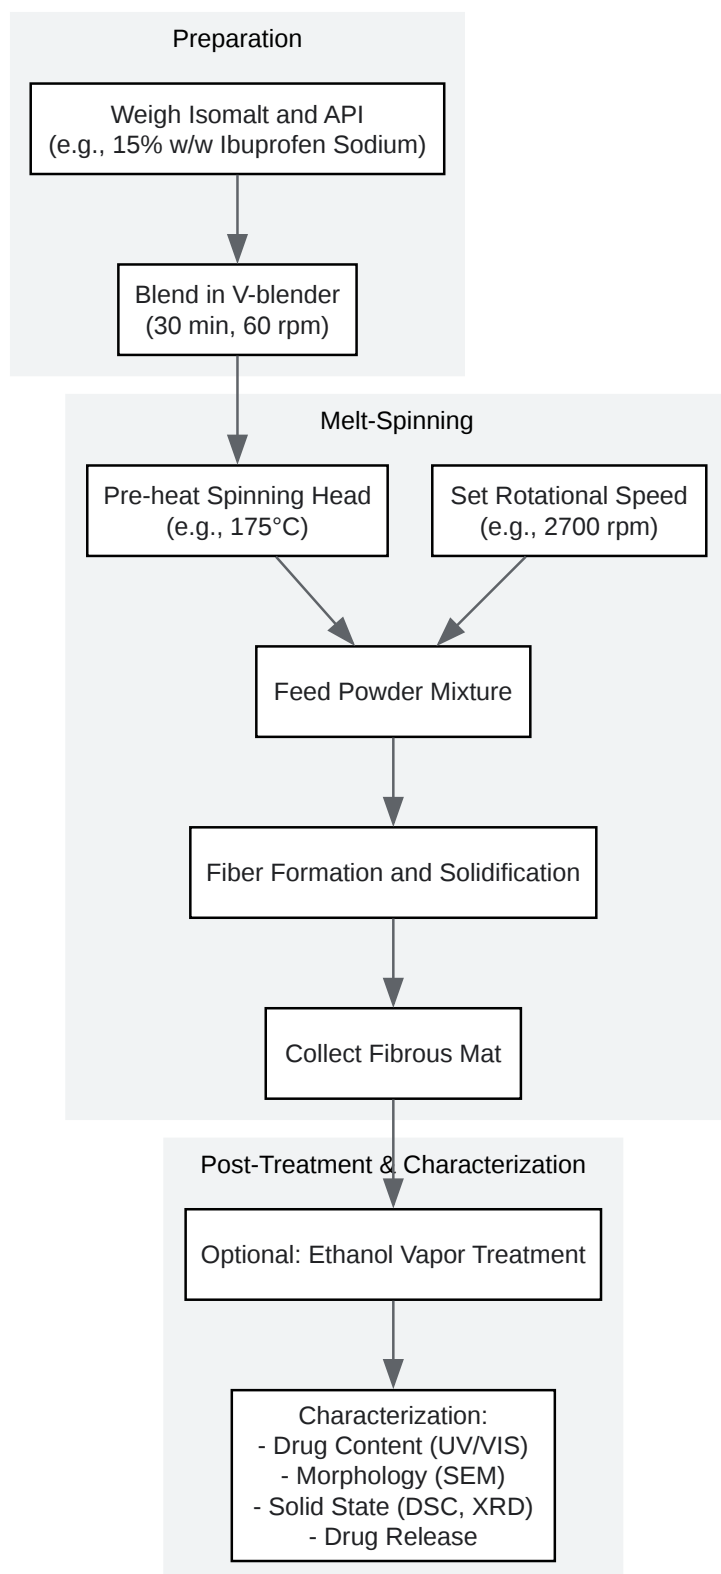 Preparation
Weigh Isomalt and API
(e.g., 15% w/w Ibuprofen Sodium)
Blend in V-blender
(30 min, 60 rpm)
Melt-Spinning
Pre-heat Spinning Head
(e.g., 175°C)
Set Rotational Speed
(e.g., 2700 rpm)
Feed Powder Mixture
Fiber Formation and Solidification
Collect Fibrous Mat
Post-Treatment & Characterization
Optional: Ethanol Vapor Treatment
Characterization:
- Drug Content (UV/VIS)
- Morphology (SEM)
- Solid State (DSC, XRD)
- Drug Release